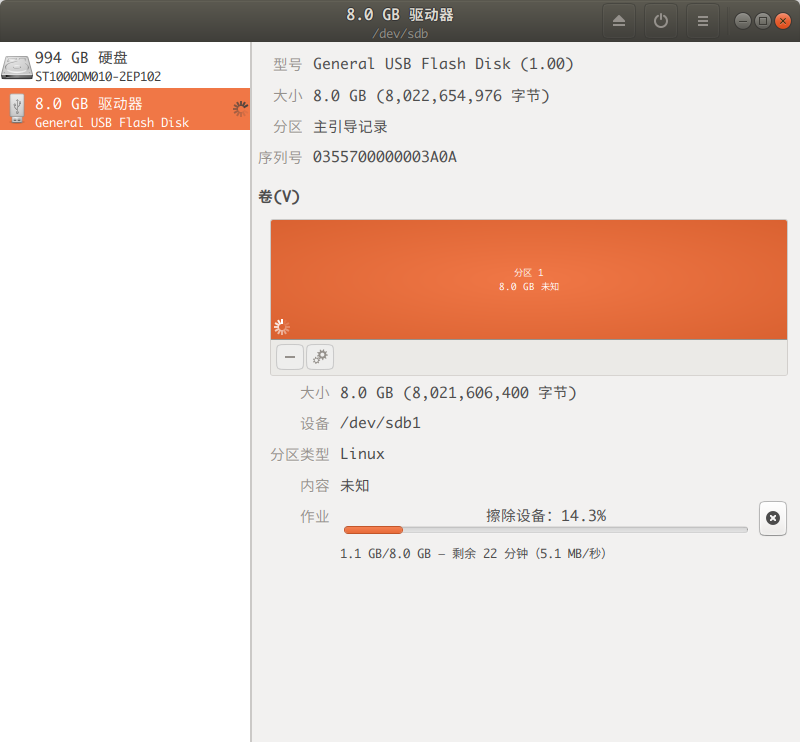 8.0 GB 驱动器
/dev/sdb
994 GB 硬盘
ST1000DM010-2EP102
8.0 GB 驱动器
General USB Flash Disk
型号 General USB Flash Disk (1.00)
大小 8.0 GB (8,022,654,976 字节)
分区 主引导记录
序列号 0355700000003A0A
卷(V)
分区 1
8.0 GB 未知
大小 8.0 GB (8,021,606,400 字节)
设备 /dev/sdb1
分区类型 Linux
内容 未知
作业 擦除设备: 14.3%
1.1 GB/8.0 GB – 剩余 22 分钟 (5.1 MB/秒)